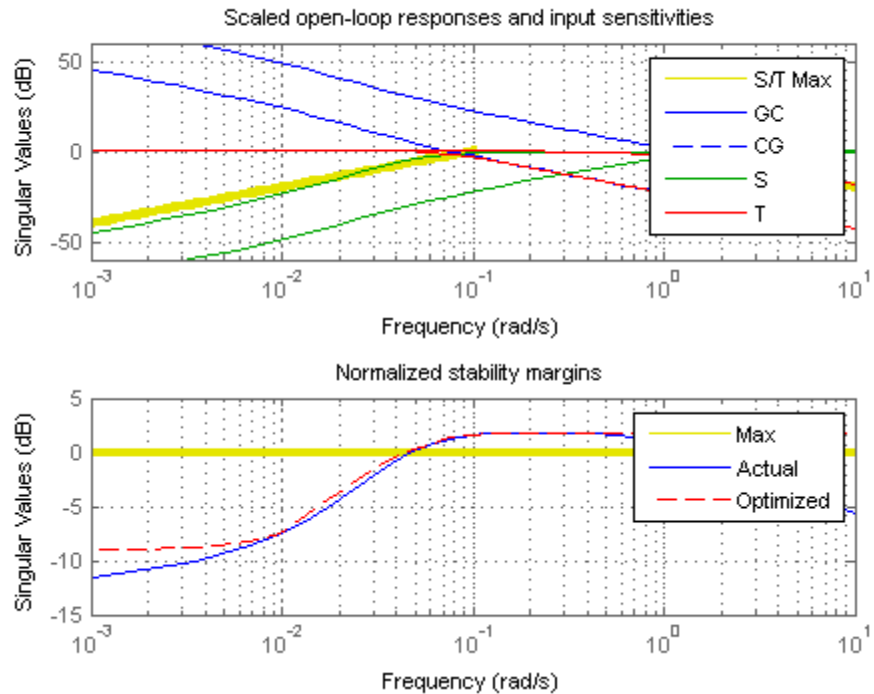 Scaled open-loop responses and input sensitivities
Singular Values (dB)
50
0
-50
S/T Max
GC
CG
S
T
10^-3
10^-2
10^-1
10^0
10^1
Frequency (rad/s)
Normalized stability margins
Singular Values (dB)
5
0
-5
-10
-15
Max
Actual
Optimized
10^-3
10^-2
10^-1
10^0
10^1
Frequency (rad/s)